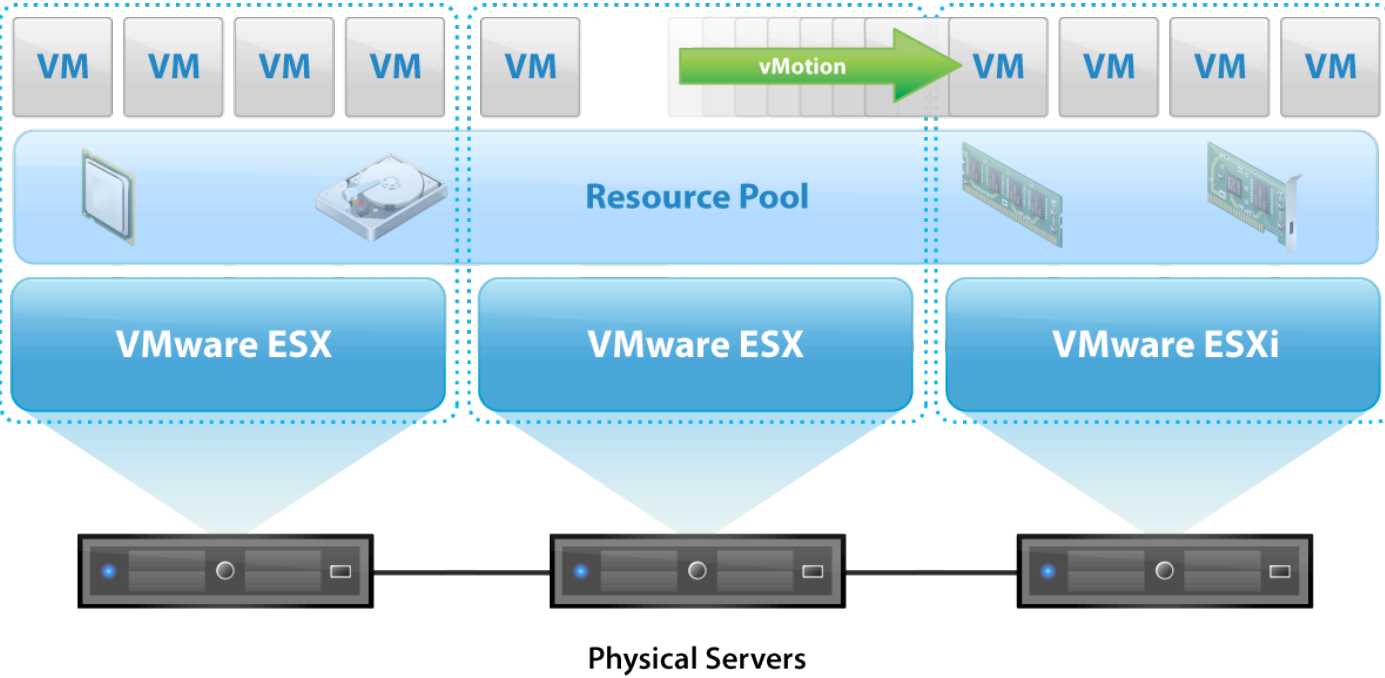 VM VM VM VM VM vMotion VM VM VM VM
Resource Pool
VMware ESX VMware ESX VMware ESXi
Physical Servers